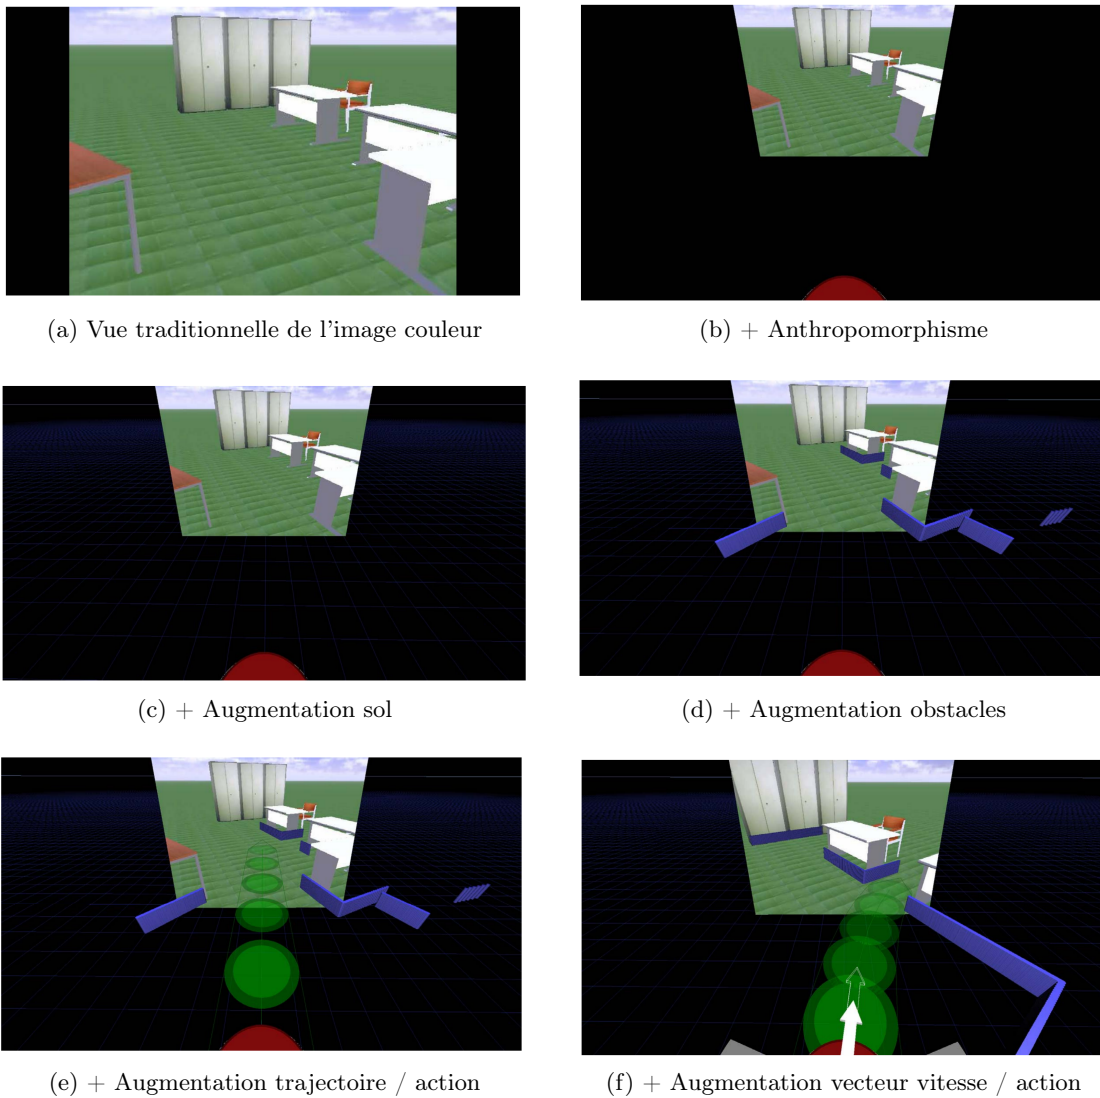 (a) Vue traditionnelle de l'image couleur
(b) + Anthropomorphisme
(c) + Augmentation sol
(d) + Augmentation obstacles
(e) + Augmentation trajectoire / action
(f) + Augmentation vecteur vitesse / action